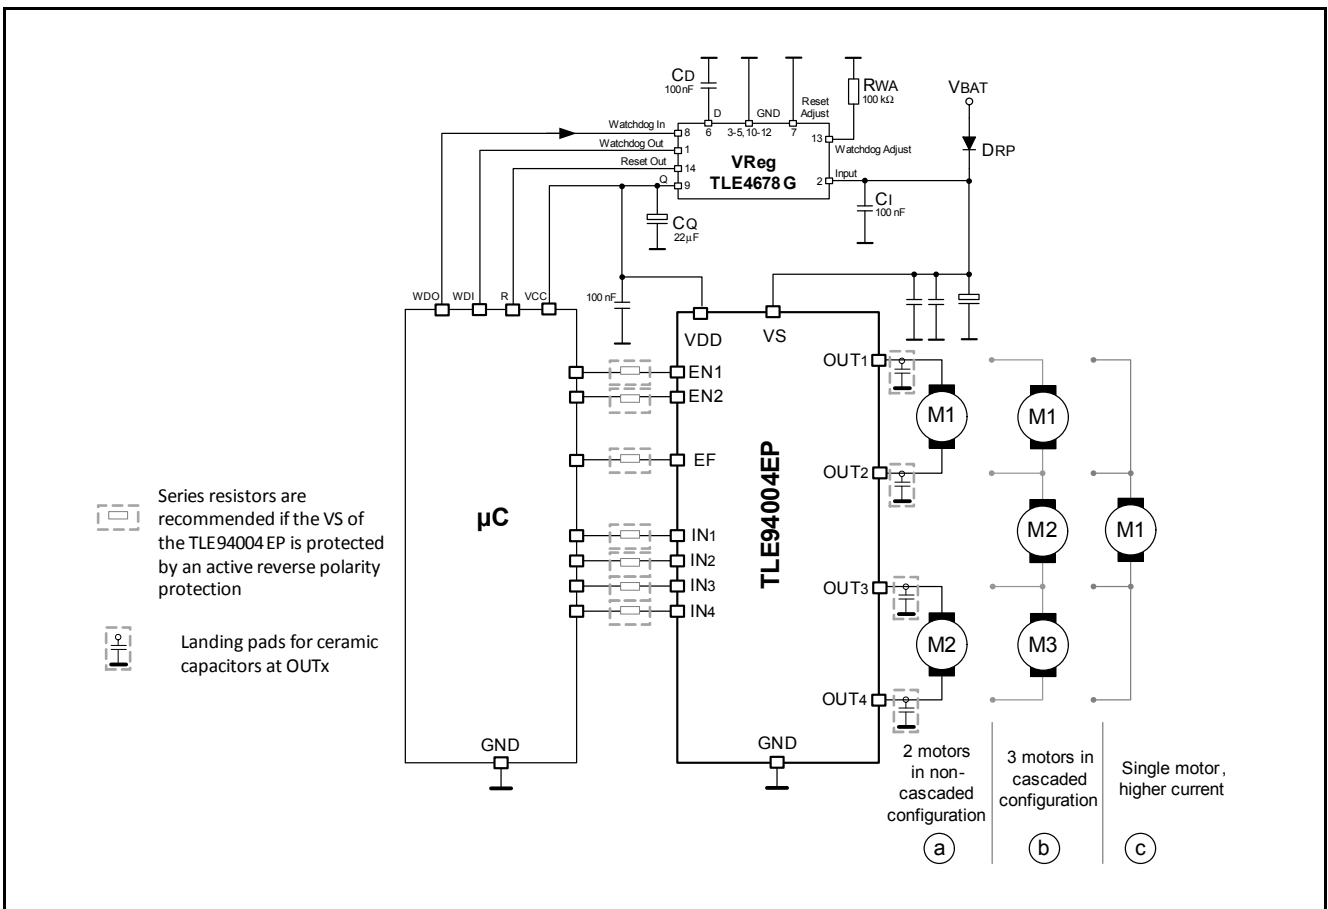 CD
100nF
D
6
GND
3-5, 10-12
Reset
Adjust
7
RWA
100 kΩ
VBAT
DRP
Watchdog In
8
Watchdog Out
1
Reset Out
14
Q
9
VReg
TLE4678 G
13
Watchdog Adjust
2
Input
CI
100 nF
CQ
22µF
WDO
WDI
R
VCC
100 nF
VDD
VS
EN1
EN2
EF
IN1
IN2
IN3
IN4
µC
TLE94004EP
GND
GND
OUT1
OUT2
OUT3
OUT4
M1
M2
M1
M2
M3
M1
Series resistors are
recommended if the VS of
the TLE94004EP is protected
by an active reverse polarity
protection
Landing pads for ceramic
capacitors at OUTx
2 motors
in non-
cascaded
configuration
a
3 motors in
cascaded
configuration
b
Single motor,
higher current
c